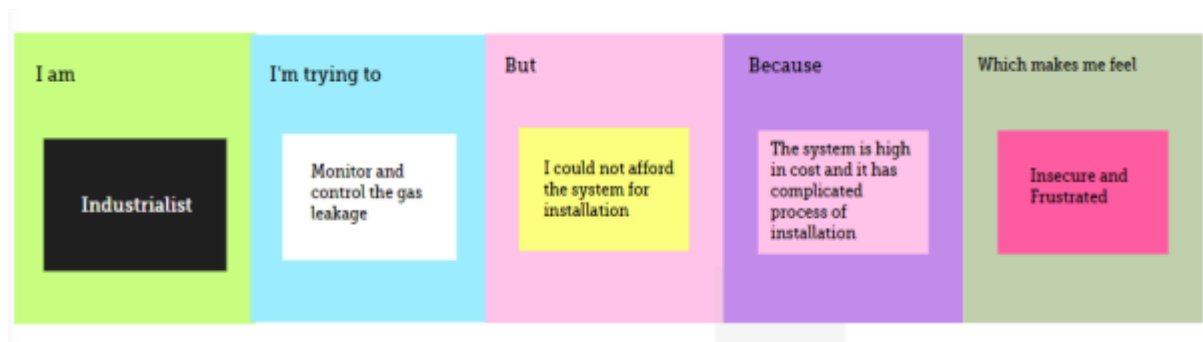 I am
Industrialist
I'm trying to
Monitor and
control the gas
leakage
But
I could not afford
the system for
installation
Because
The system is high
in cost and it has
complicated
process of
installation
Which makes me feel
Insecure and
Frustrated